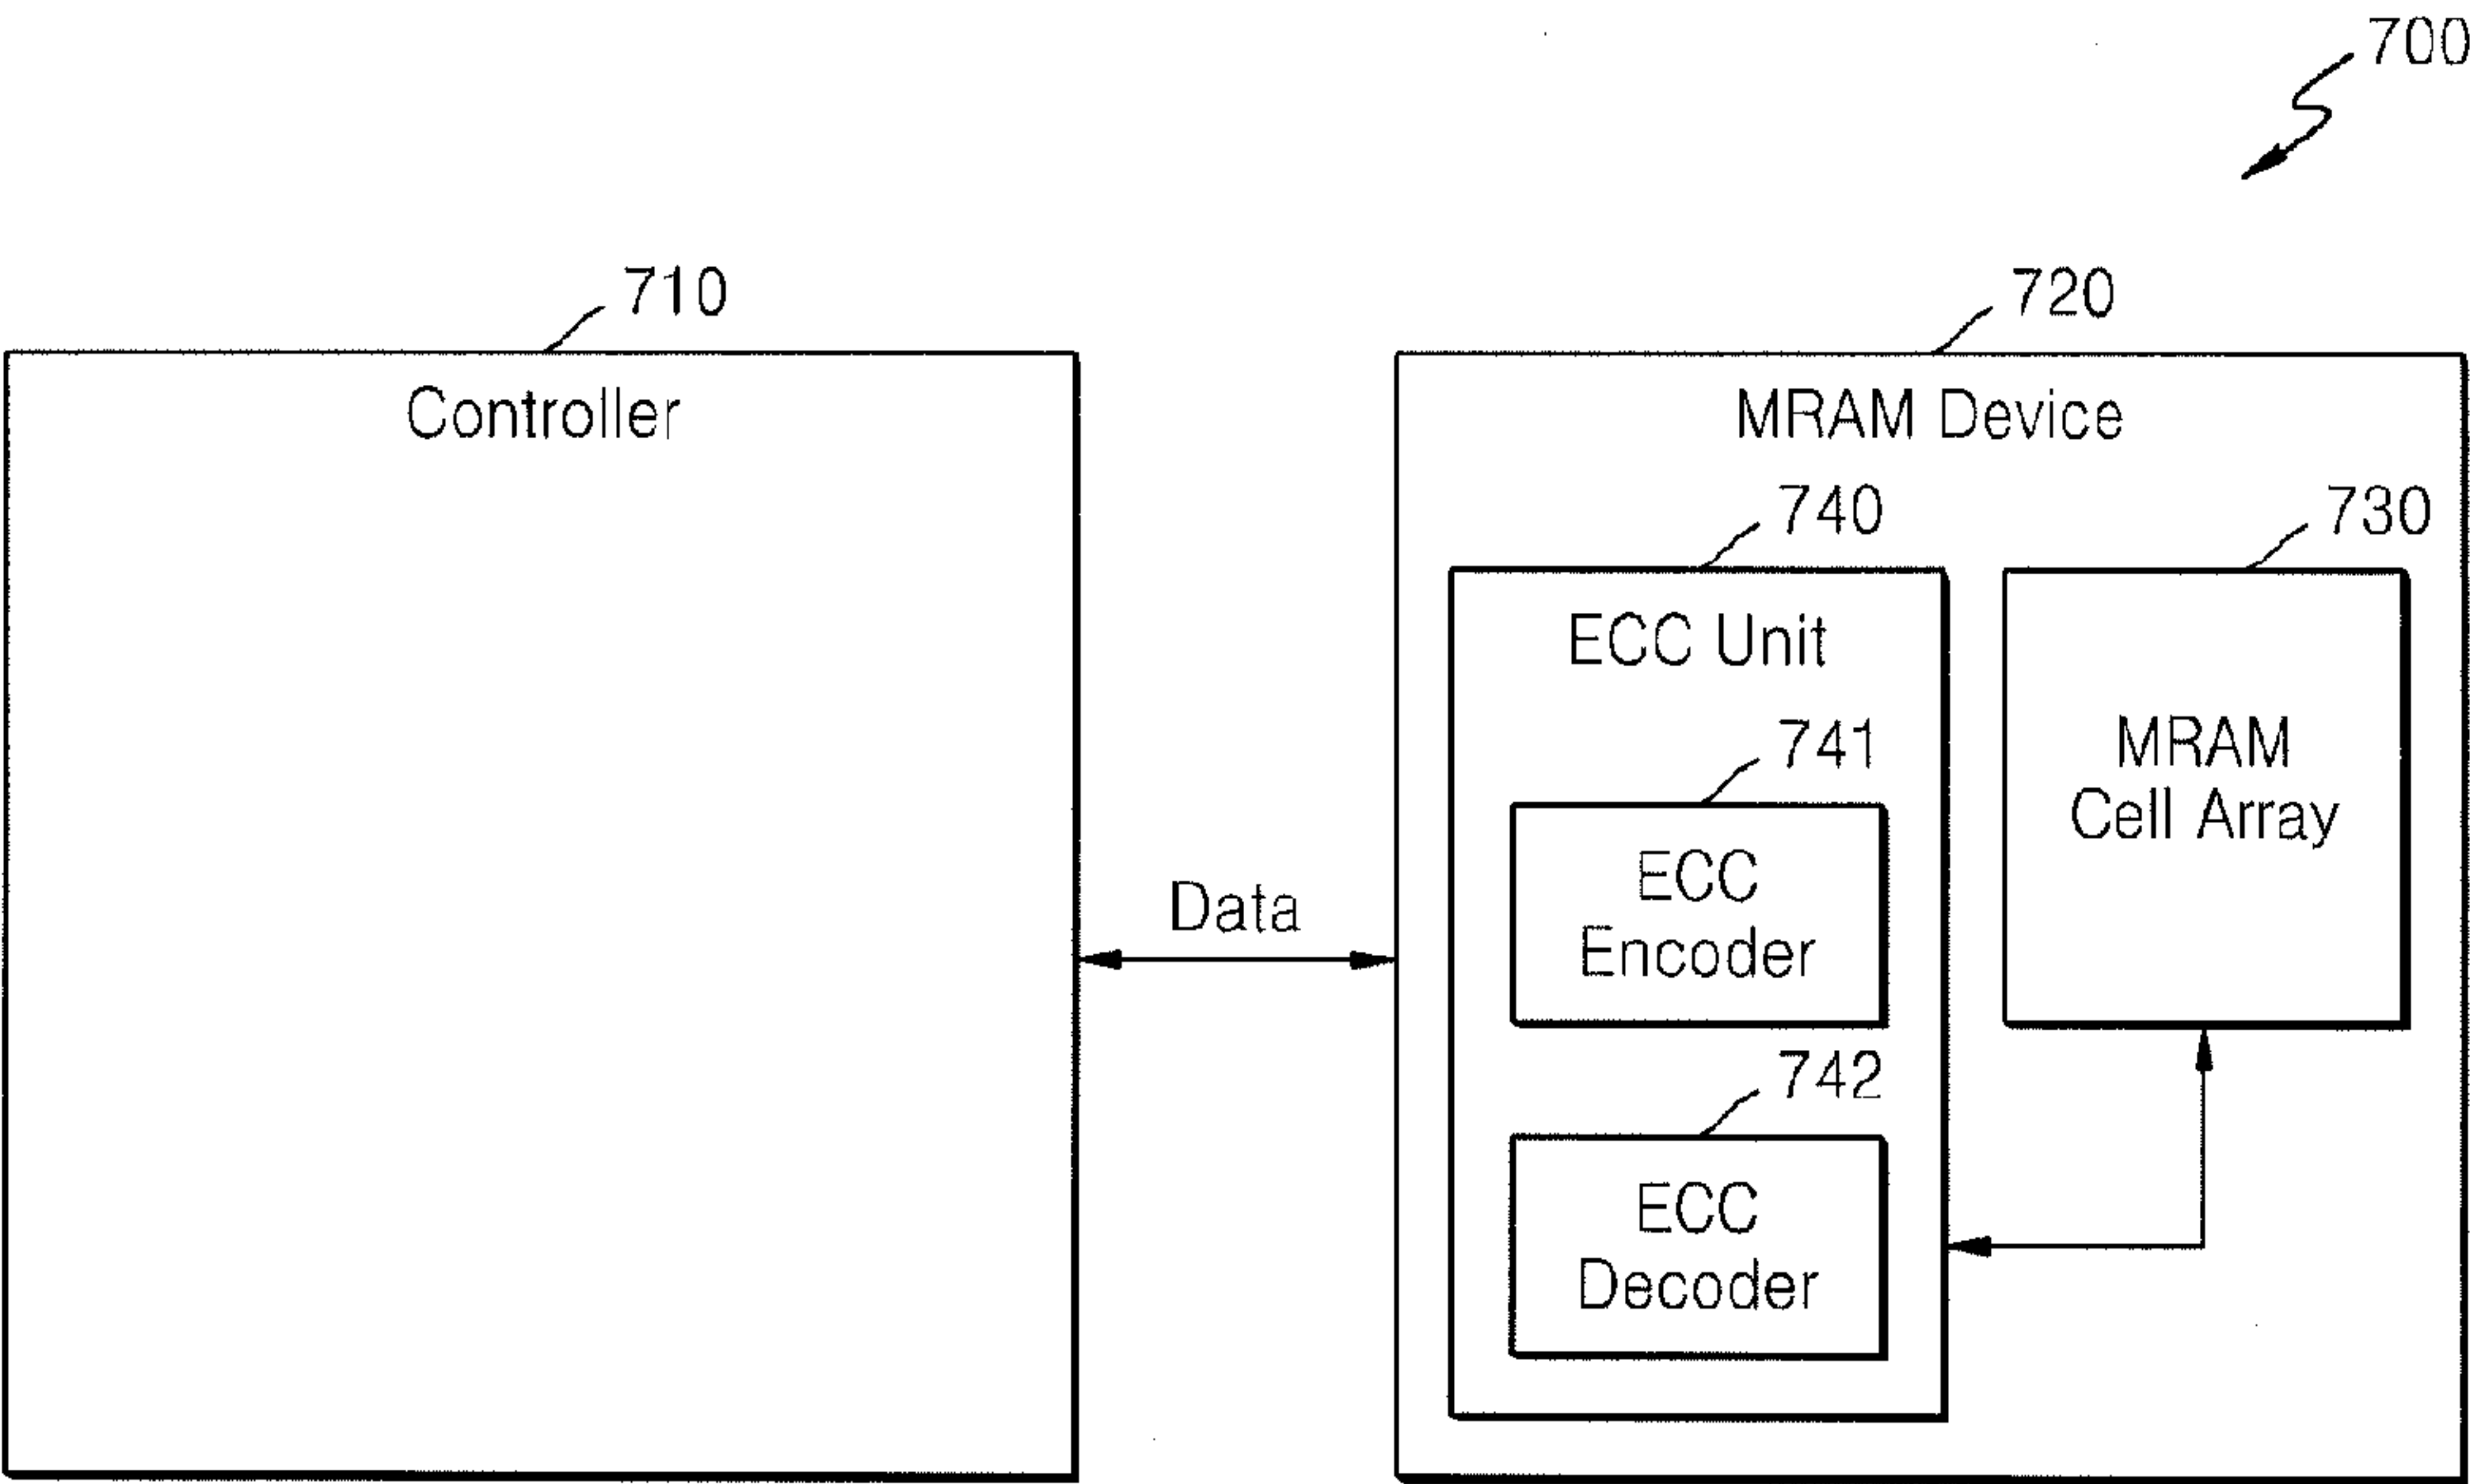 700
710
720
Controller
MRAM Device
740
730
ECC Unit
741
MRAM
Cell Array
ECC
Encoder
Data
742
ECC
Decoder